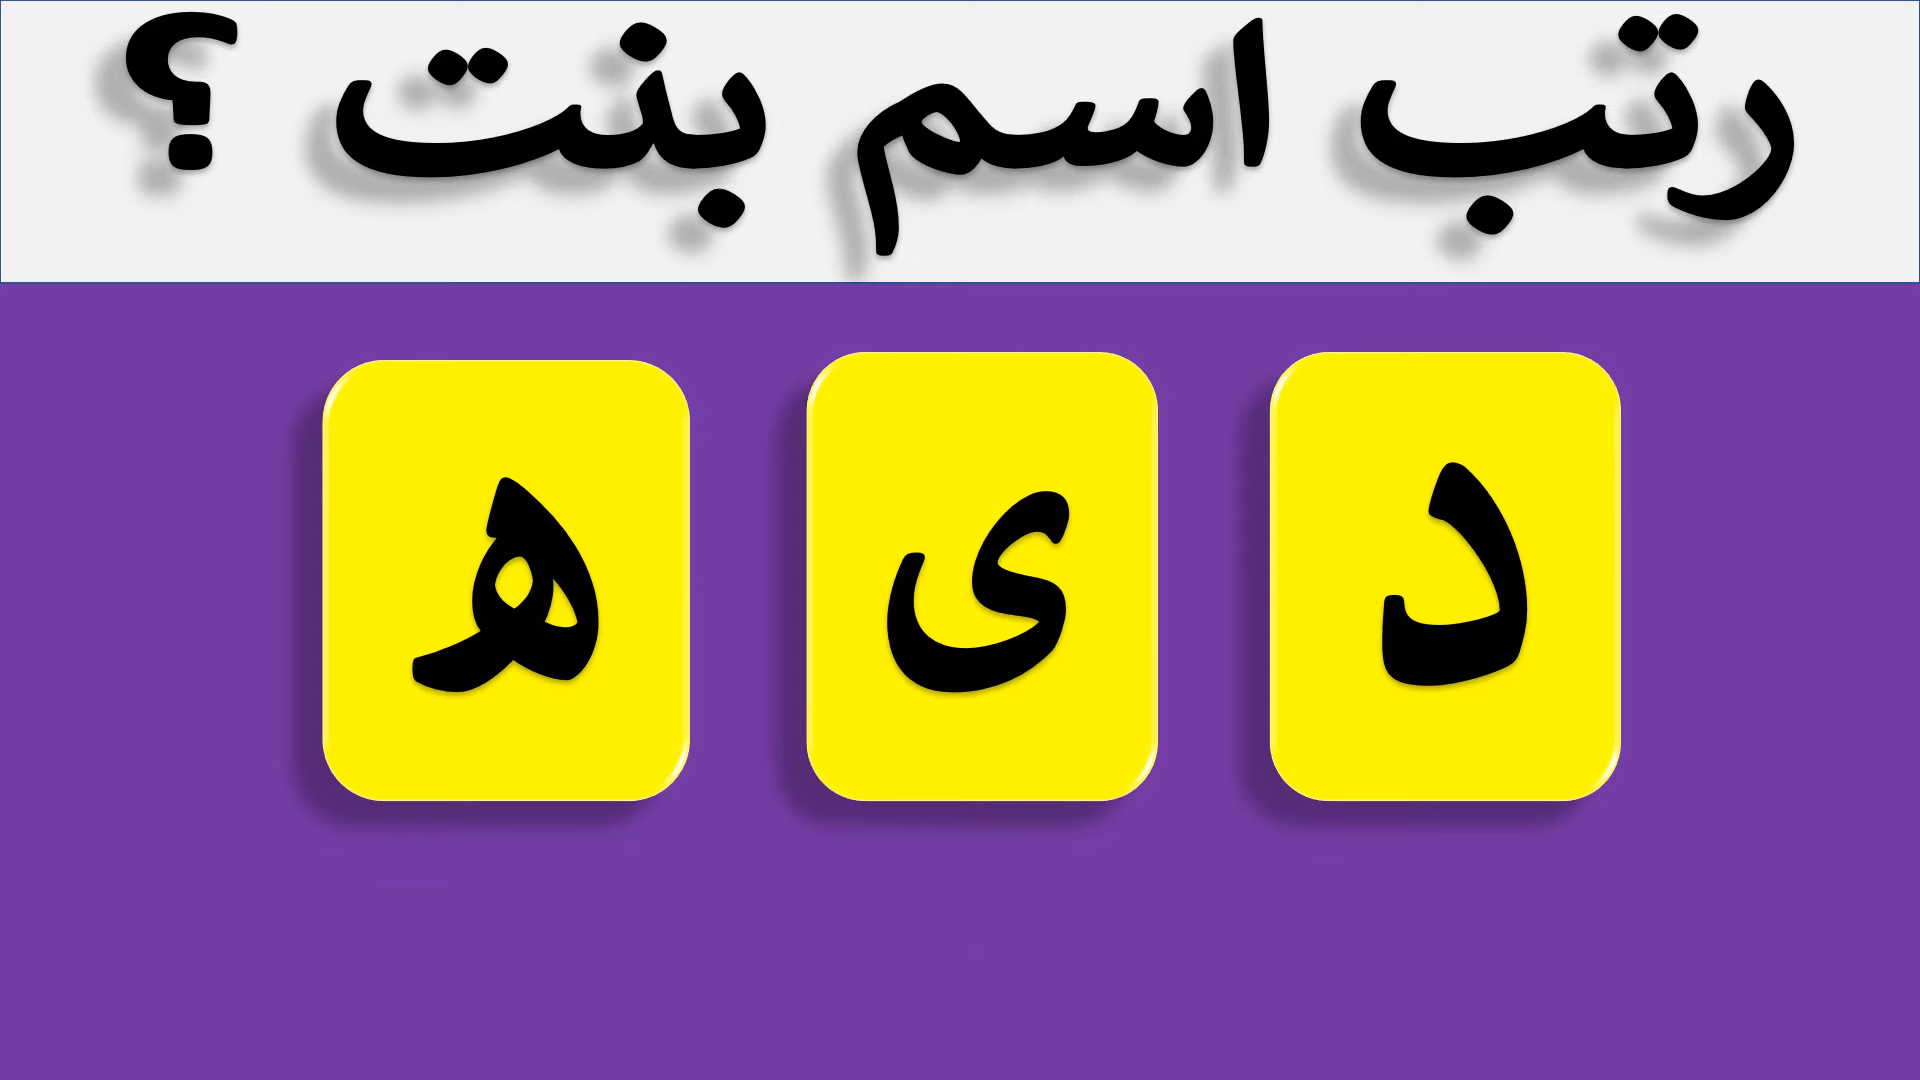 رتب اسم بنت ؟
د ى ه